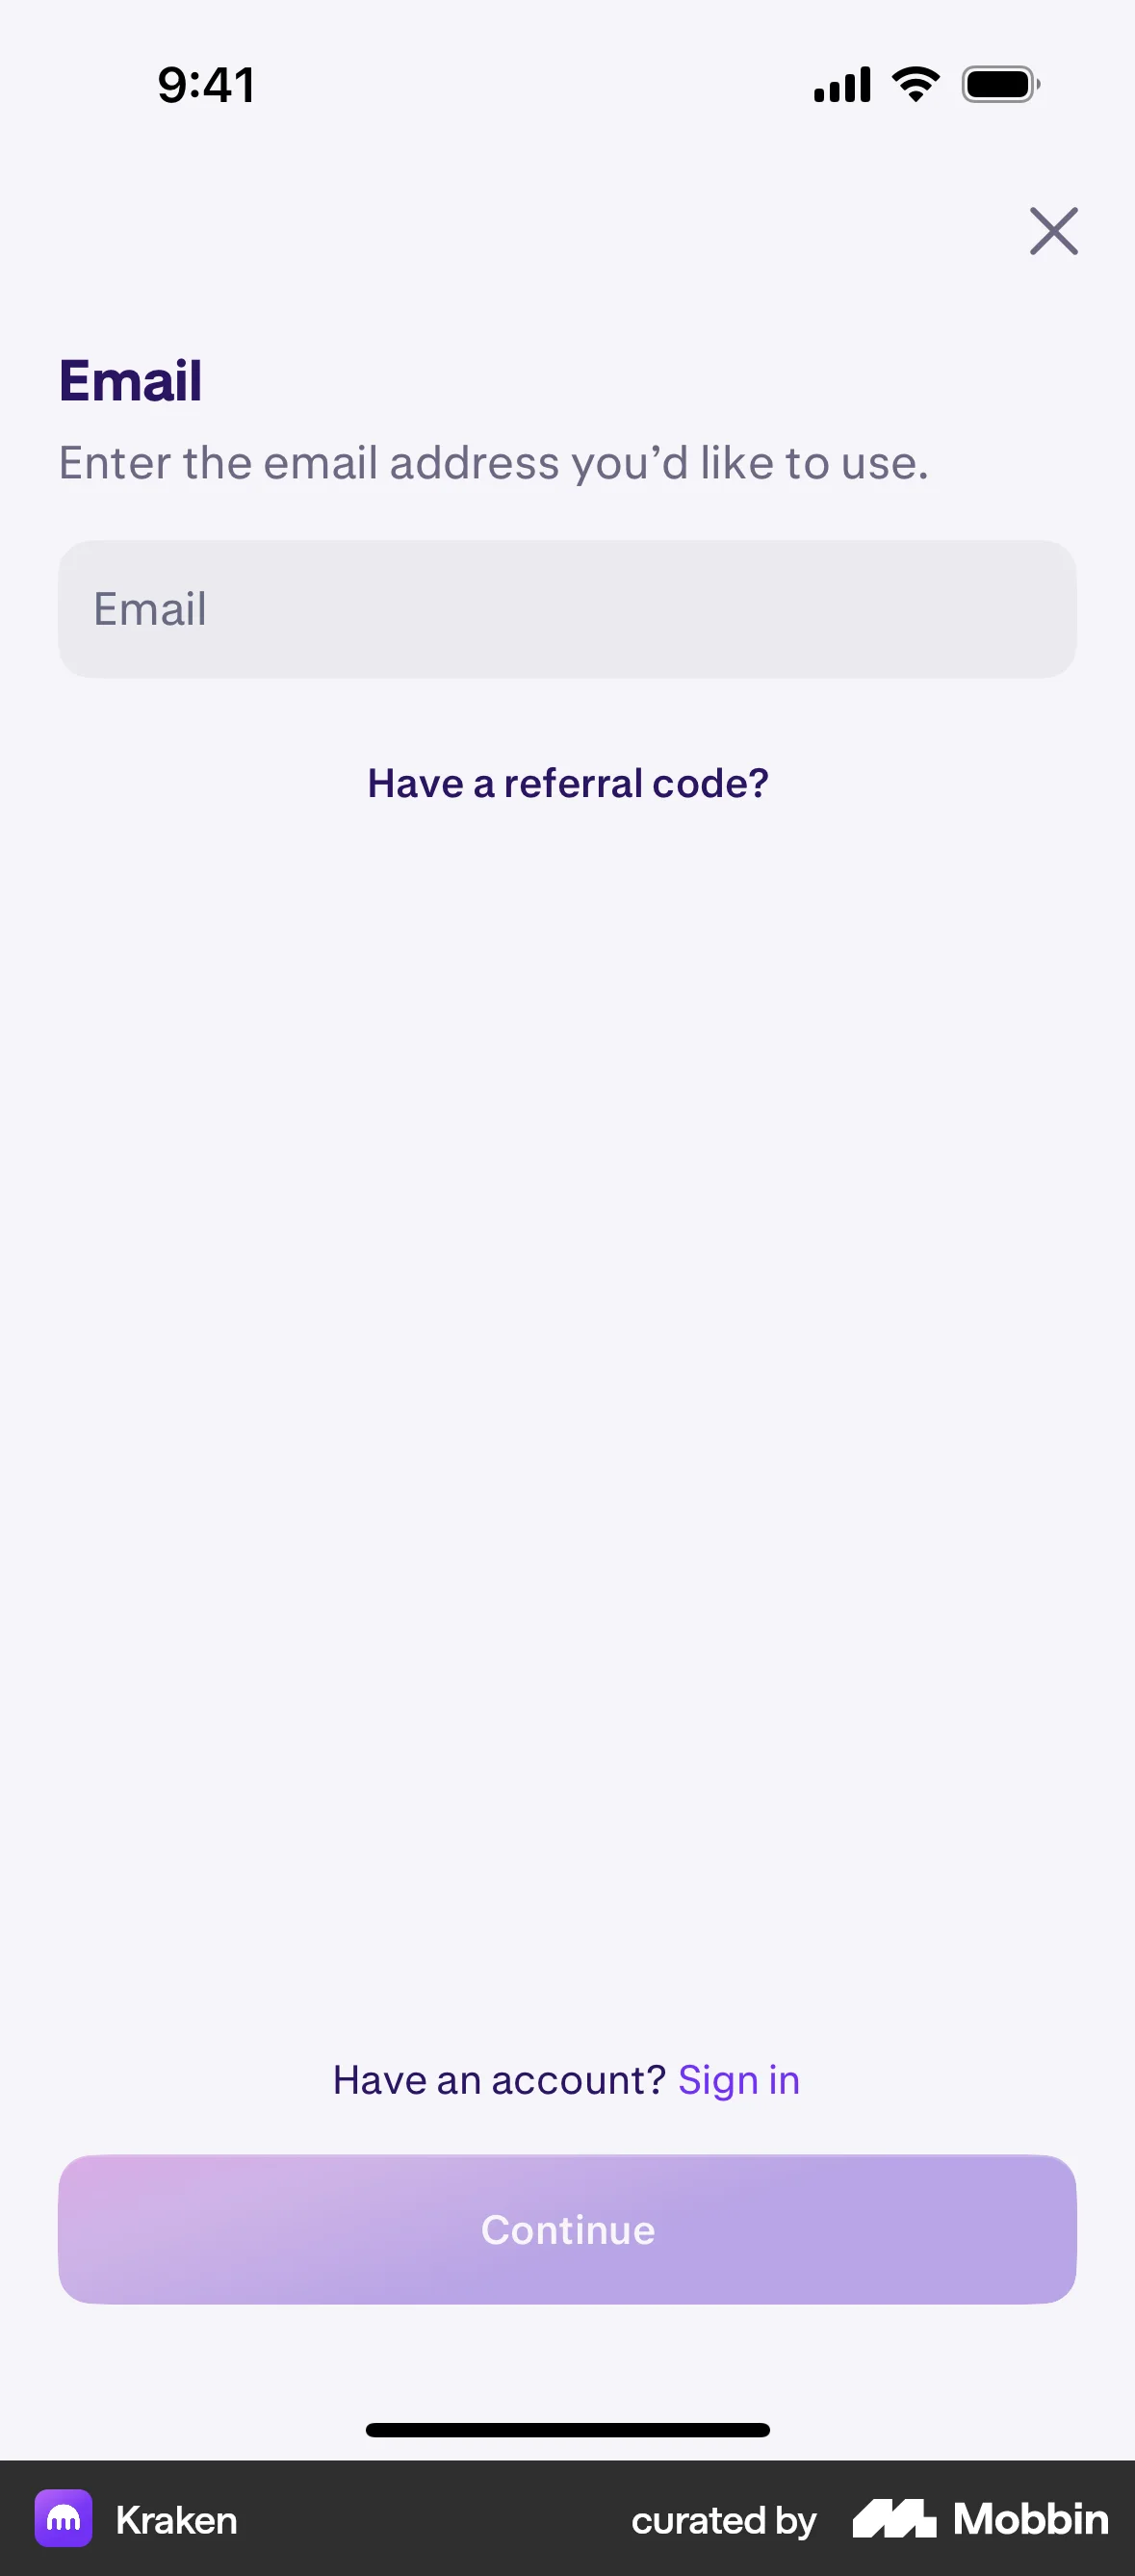 9:41
Email
Enter the email address you’d like to use.
Email
Have a referral code?
Have an account? Sign in
Continue
Kraken
curated by Mobbin